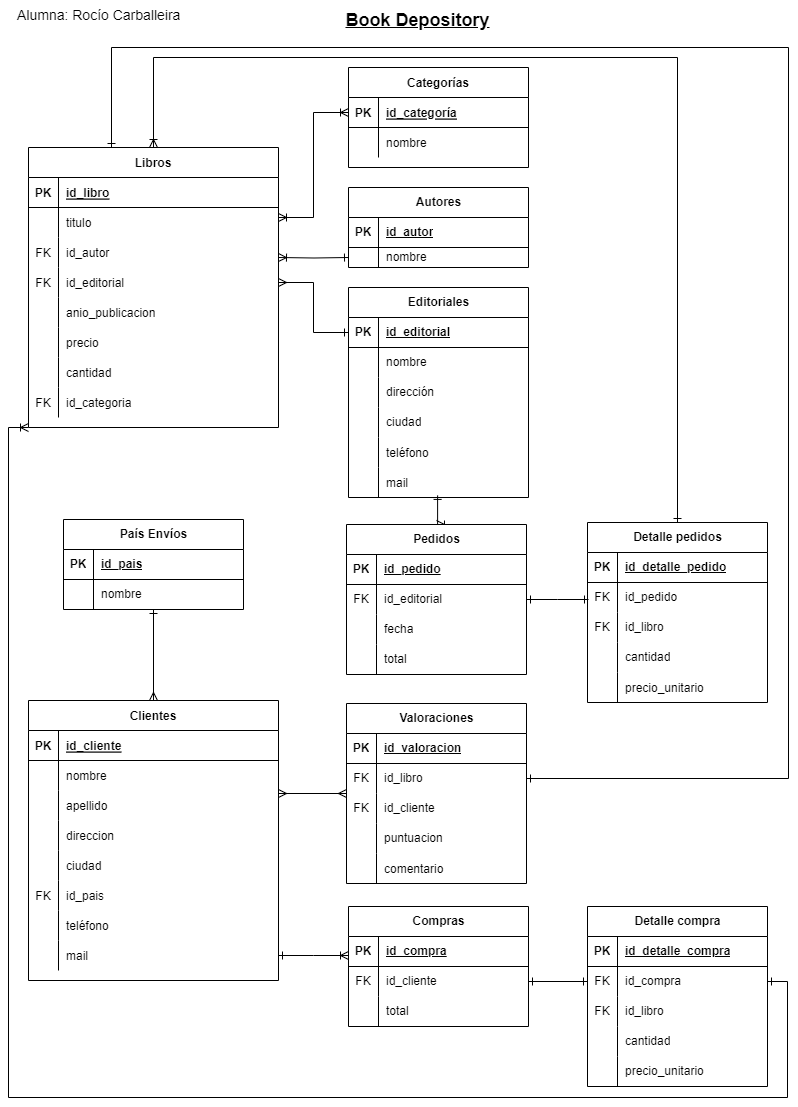 Alumna: Rocío Carballeira
Book Depository
Categorías
PK id_categoría
nombre
Libros
PK id_libro
titulo
FK id_autor
FK id_editorial
anio_publicacion
precio
cantidad
FK id_categoria
Autores
PK id_autor
nombre
Editoriales
PK id_editorial
nombre
dirección
ciudad
teléfono
mail
País Envíos
PK id_pais
nombre
Pedidos
PK id_pedido
FK id_editorial
fecha
total
Detalle pedidos
PK id_detalle_pedido
FK id_pedido
FK id_libro
cantidad
precio_unitario
Clientes
PK id_cliente
nombre
apellido
direccion
ciudad
FK id_pais
teléfono
mail
Valoraciones
PK id_valoracion
FK id_libro
FK id_cliente
puntuacion
comentario
Compras
PK id_compra
FK id_cliente
total
Detalle compra
PK id_detalle_compra
FK id_compra
FK id_libro
cantidad
precio_unitario